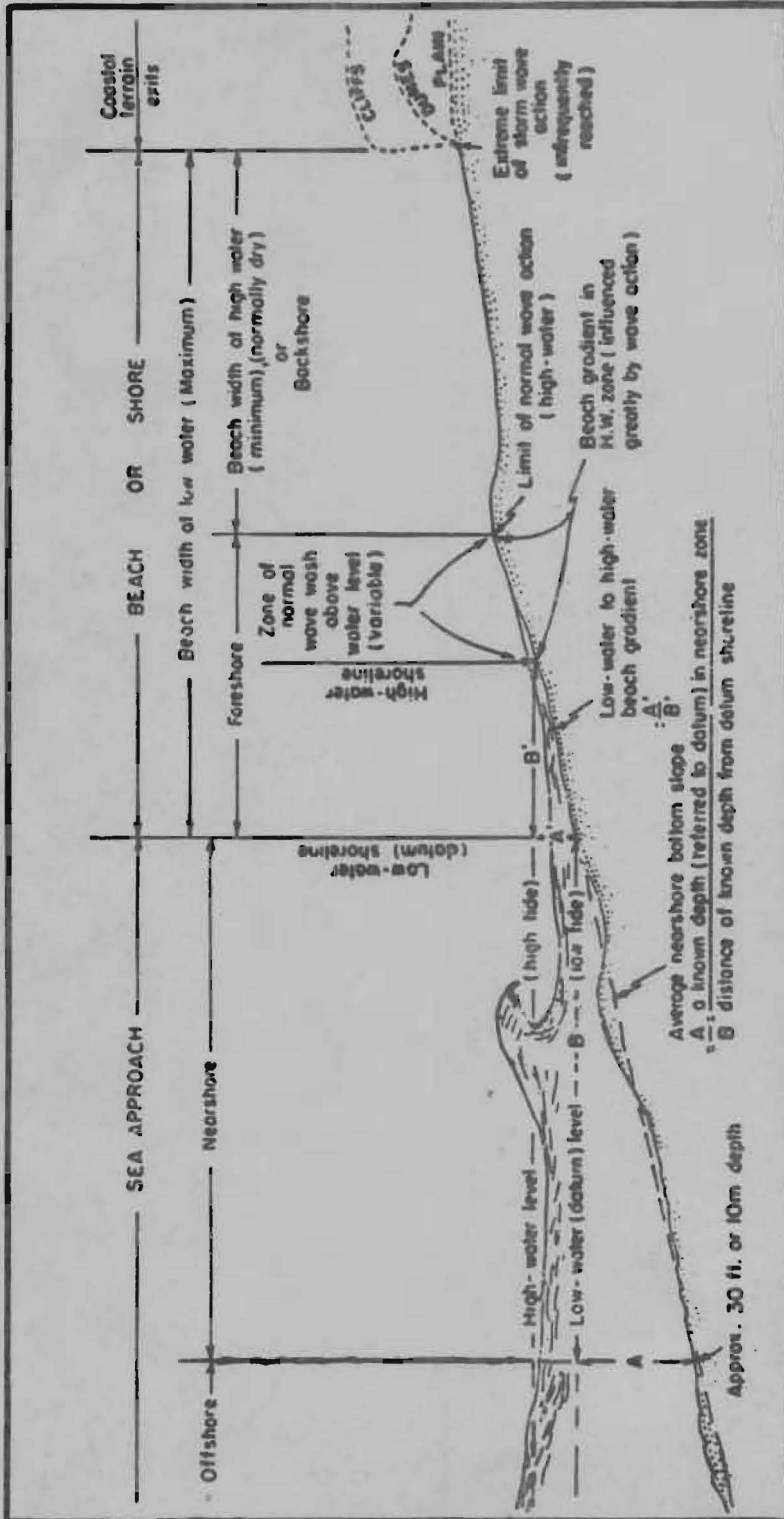 SEA APPROACH
BEACH OR SHORE
Coastal
terrain
exits
Beach width at low water (Maximum)
Offshore
Nearshore
Foreshore
Beach width at high water
(minimum), (normally dry)
or
Backshore
Low-water
(datum) shoreline
High-water
shoreline
Zone of
normal
wave wash
above
water level
(variable)
CLIFFS
DUNES
PLAIN
High-water level
(high tide)
Low-water (datum) level
B
(low tide)
A'
B'
A
Limit of normal wave action
(high-water)
Extreme limit
of storm wave
action
(infrequently
reached)
Beach gradient in
H.W. zone (influenced
greatly by wave action)
Low-water to high-water
beach gradient
: A'
B'
Average nearshore bottom slope
= A : a known depth (referred to datum) in nearshore zone
B distance of known depth from datum shoreline
Approx. 30 ft. or 10m depth